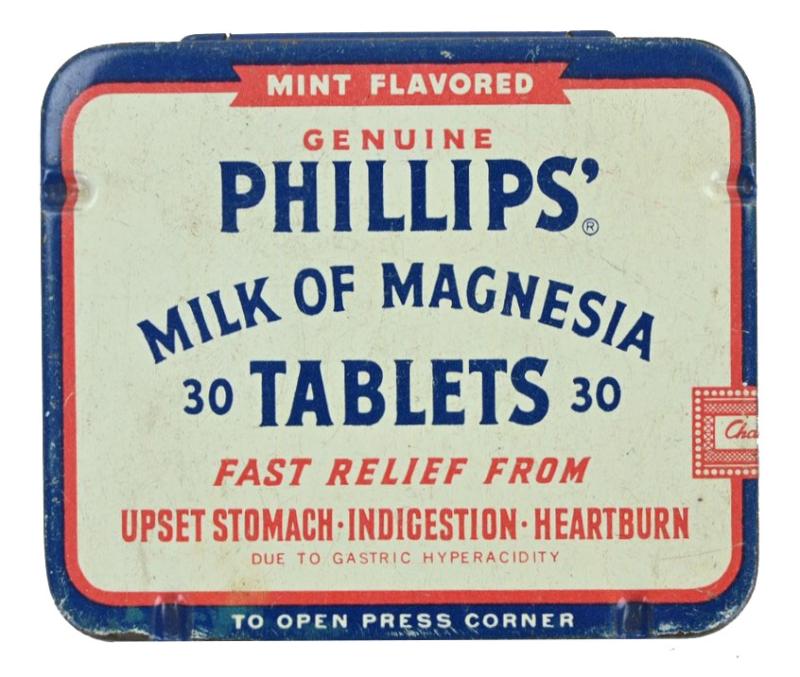 MINT FLAVORED
GENUINE
PHILLIPS'®
MILK OF MAGNESIA
30 TABLETS 30
FAST RELIEF FROM
UPSET STOMACH·INDIGESTION·HEARTBURN
DUE TO GASTRIC HYPERACIDITY
TO OPEN PRESS CORNER